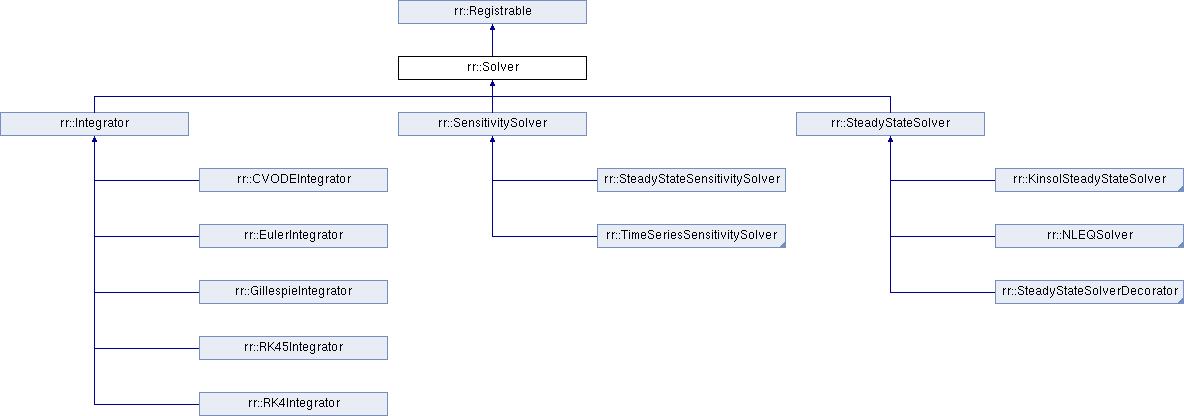 rr::Registrable
rr::Solver
rr::Integrator
rr::SensitivitySolver
rr::SteadyStateSolver
rr::CVODEIntegrator
rr::SteadyStateSensitivitySolver
rr::KinsolSteadyStateSolver
rr::EulerIntegrator
rr::TimeSeriesSensitivitySolver
rr::NLEQSolver
rr::GillespieIntegrator
rr::SteadyStateSolverDecorator
rr::RK45Integrator
rr::RK4Integrator